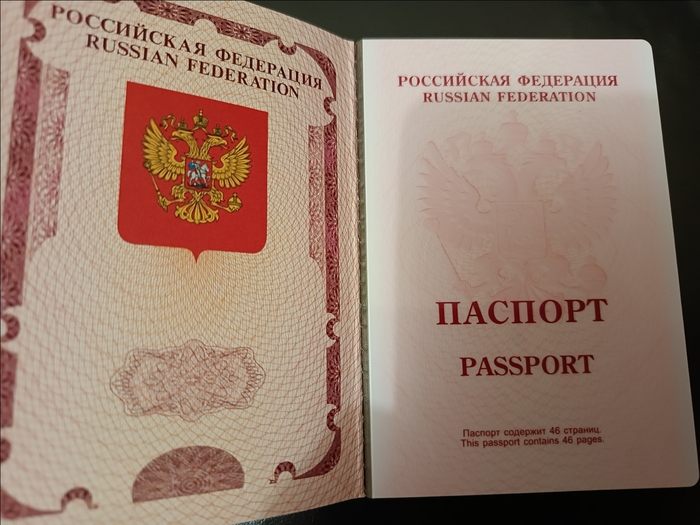 РОССИЙСКАЯ ФЕДЕРАЦИЯ
RUSSIAN FEDERATION
РОССИЙСКАЯ ФЕДЕРАЦИЯ
RUSSIAN FEDERATION
ПАСПОРТ
PASSPORT
Паспорт содержит 46 страниц.
This passport contains 46 pages.